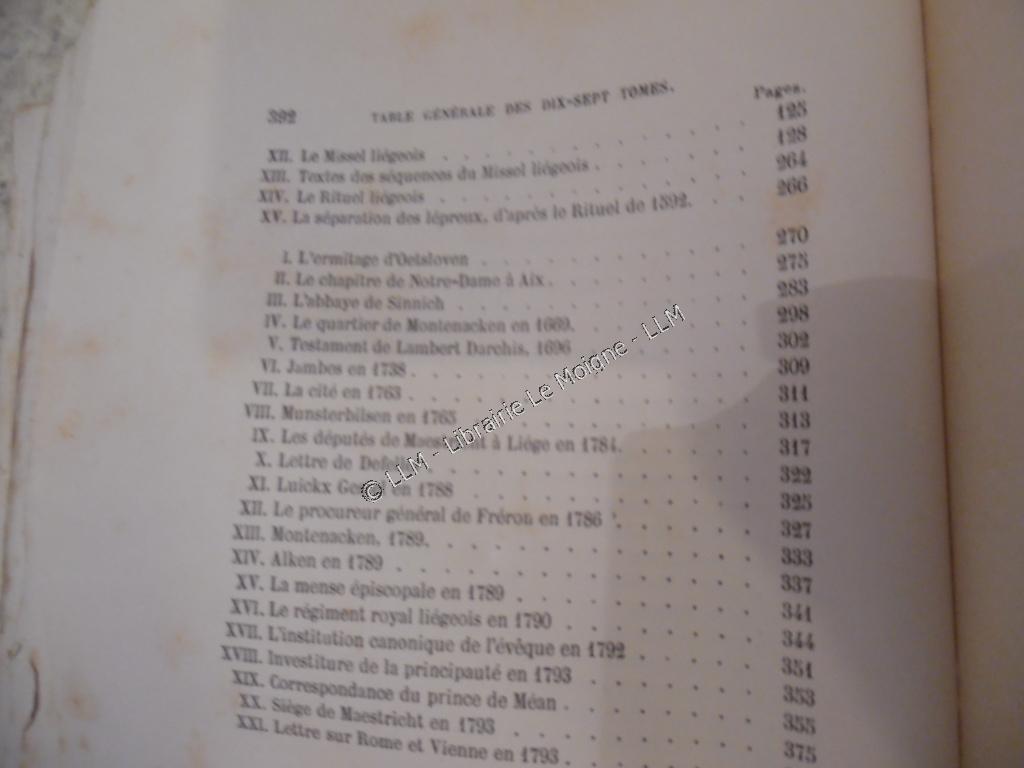 392 TABLE GÉNÉRALE DES DIX-SEPT TOMES.
Pages.
XII. Le Missel liégeois . . . . . . . . . . 125
XIII. Textes des séquences du Missel liégeois . . . . . . 128
XIV. Le Rituel liégeois . . . . . . . . . . 264
XV. La séparation des lépreux, d'après le Rituel de 1592. . . 266
I. L'ermitage d'Oetsloven . . . . . . . . . . 270
II. Le chapitre de Notre-Dame à Aix. . . . . . . . 275
III. L'abbaye de Sinnich . . . . . . . . . . 283
IV. Le quartier de Montenacken en 1669. . . . . . . 298
V. Testament de Lambert Darchis, 1696 . . . . . . . 302
VI. Jambes en 1738. . . . . . . . . . . 309
VII. La cité en 1763 . . . . . . . . . . . 311
VIII. Munsterbilsen en 1765 . . . . . . . . . . 313
IX. Les députés de à Liége en 1784. . . . . 317
X. Lettre de . . . . . . . . . . 322
XI. Luickx en 1788 . . . . . . . . . . 325
XII. Le procureur général de Fréron en 1786 . . . . . . 327
XIII. Montenacken, 1789. . . . . . . . . . . 333
XIV. Alken en 1789 . . . . . . . . . . . 337
XV. La mense épiscopale en 1789 . . . . . . . . 341
XVI. Le régiment royal liégeois en 1790 . . . . . . . 344
XVII. L'institution canonique de l'évêque en 1792 . . . . . 351
XVIII. Investiture de la principauté en 1793 . . . . . . 353
XIX. Correspondance du prince de Méan . . . . . . . 355
XX. Siège de Maestricht en 1793 . . . . . . . . 375
XXI. Lettre sur Rome et Vienne en 1793 . . . . . .
© LLM - Librairie Le Moigne - LLM